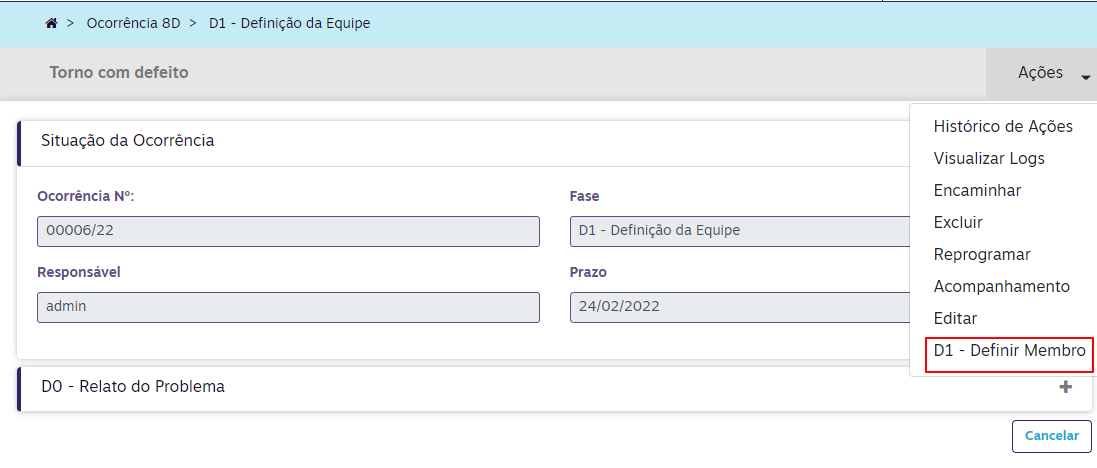 > Ocorrência 8D > D1 - Definição da Equipe
Torno com defeito
Ações
Histórico de Ações
Visualizar Logs
Encaminhar
Excluir
Reprogramar
Acompanhamento
Editar
D1 - Definir Membro
Situação da Ocorrência
Ocorrência Nº:
00006/22
Fase
D1 - Definição da Equipe
Responsável
admin
Prazo
24/02/2022
D0 - Relato do Problema
Cancelar